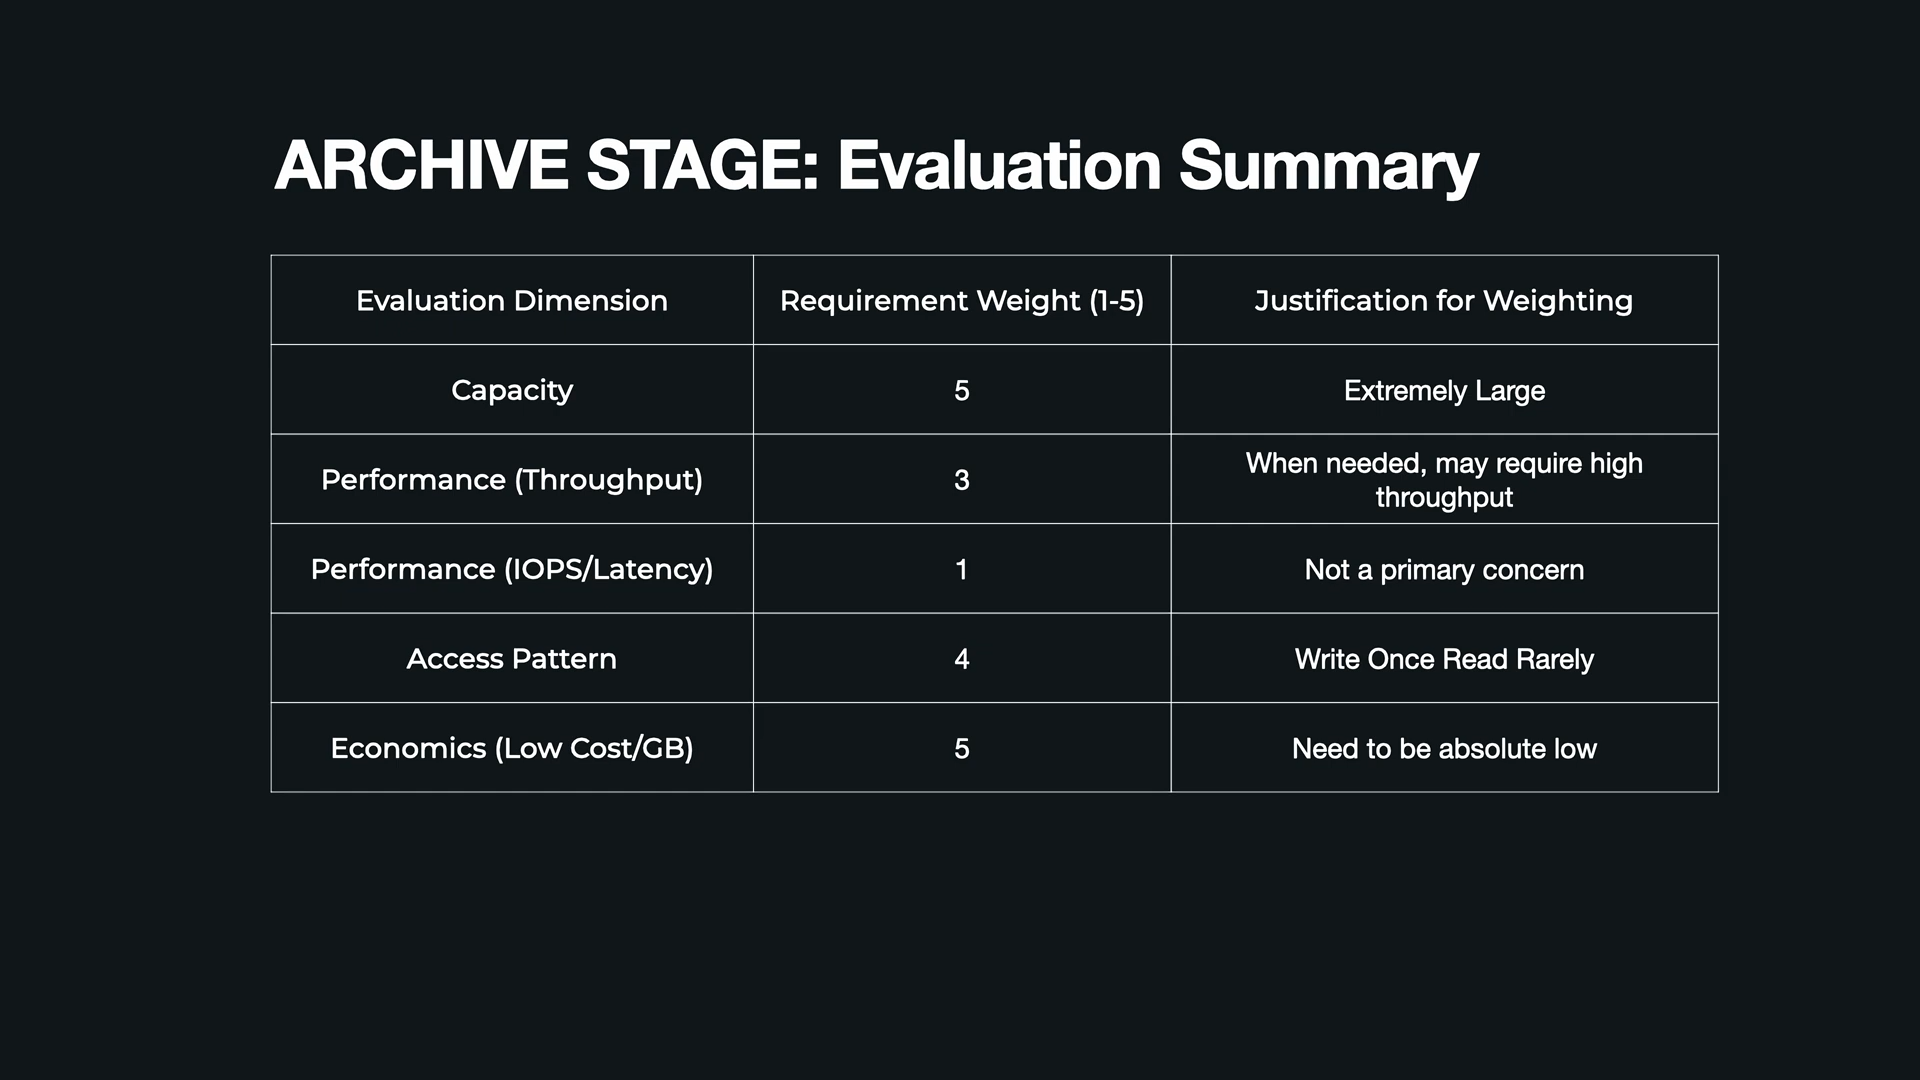 ARCHIVE STAGE: Evaluation Summary
Evaluation Dimension
Requirement Weight (1-5)
Justification for Weighting
Capacity
5
Extremely Large
Performance (Throughput)
3
When needed, may require high
throughput
Performance (IOPS/Latency)
1
Not a primary concern
Access Pattern
4
Write Once Read Rarely
Economics (Low Cost/GB)
5
Need to be absolute low